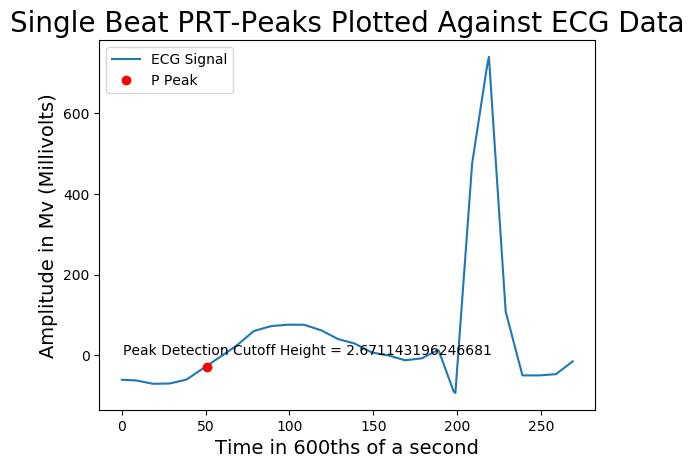 Single Beat PRT-Peaks Plotted Against ECG Data
ECG Signal
P Peak
600
400
200
0
Amplitude in Mv (Millivolts)
Peak Detection Cutoff Height = 2.671143196246681
0 50 100 150 200 250
Time in 600ths of a second